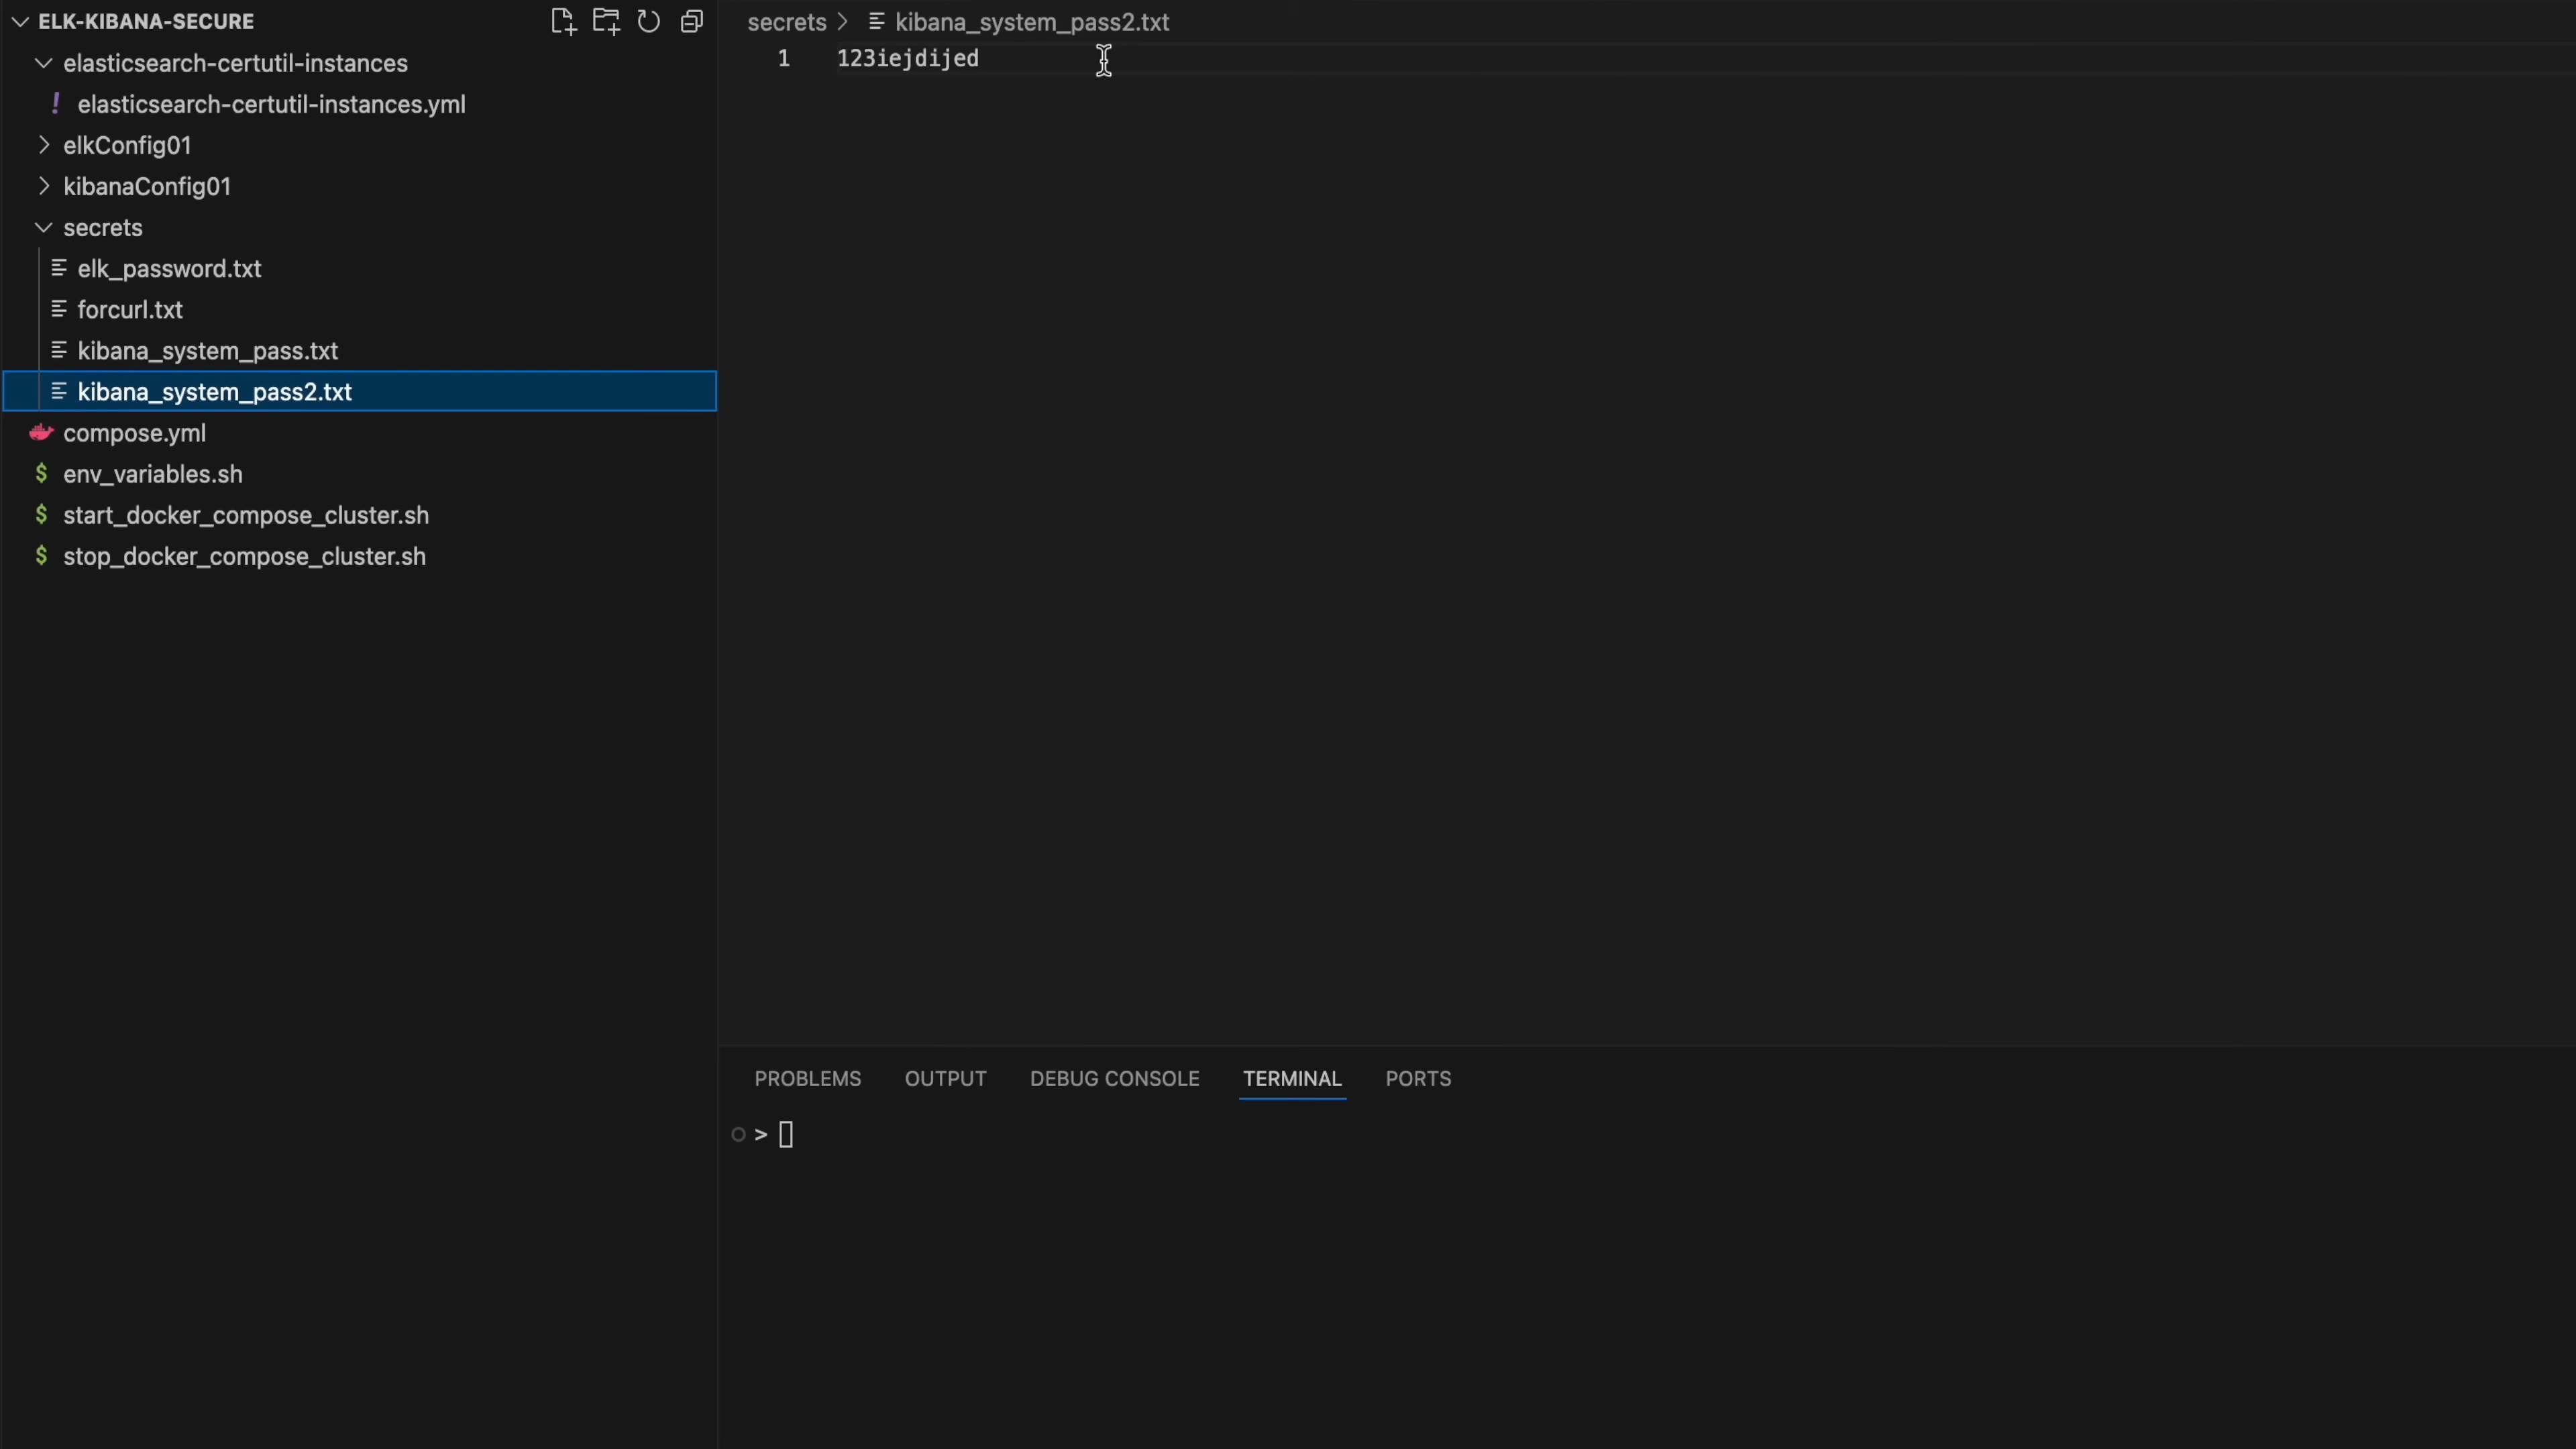 ELK-KIBANA-SECURE
elasticsearch-certutil-instances
! elasticsearch-certutil-instances.yml
elkConfig01
kibanaConfig01
secrets
elk_password.txt
forcurl.txt
kibana_system_pass.txt
kibana_system_pass2.txt
compose.yml
$ env_variables.sh
$ start_docker_compose_cluster.sh
$ stop_docker_compose_cluster.sh
secrets > kibana_system_pass2.txt
1 123iejdijed
PROBLEMS OUTPUT DEBUG CONSOLE TERMINAL PORTS
>